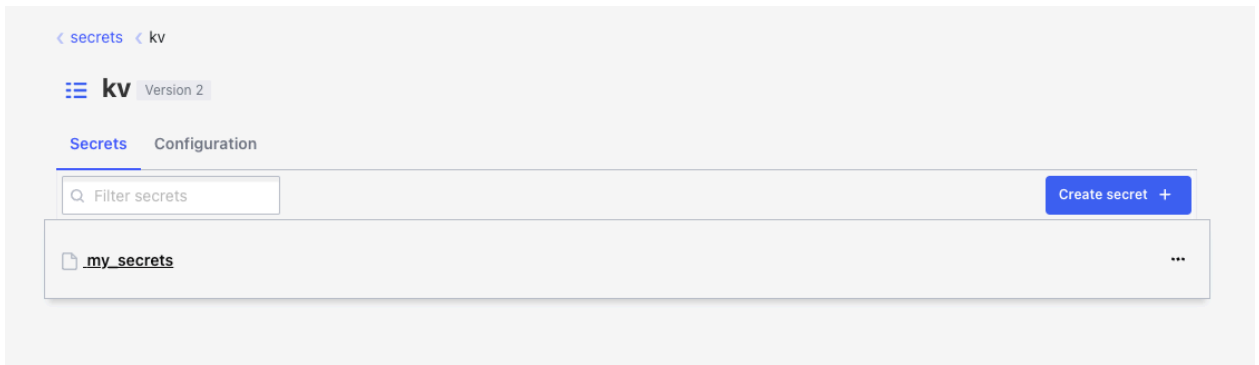 secrets kv
kv Version 2
Secrets Configuration
Filter secrets Create secret +
my_secrets